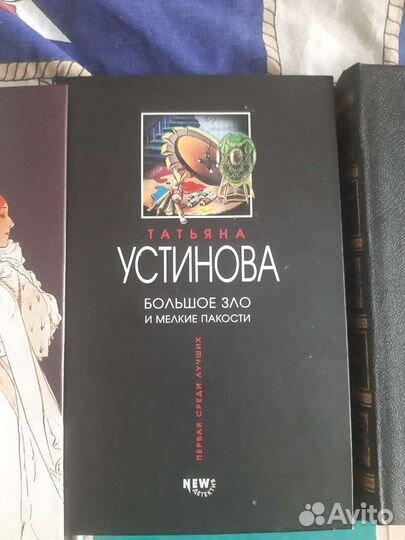 ТАТЬЯНА
УСТИНОВА
БОЛЬШОЕ ЗЛО
И МЕЛКИЕ ПАКОСТИ
ПЕРВАЯ СРЕДИ ЛУЧШИХ
NEW
ДЕТЕКТИВ
Avito